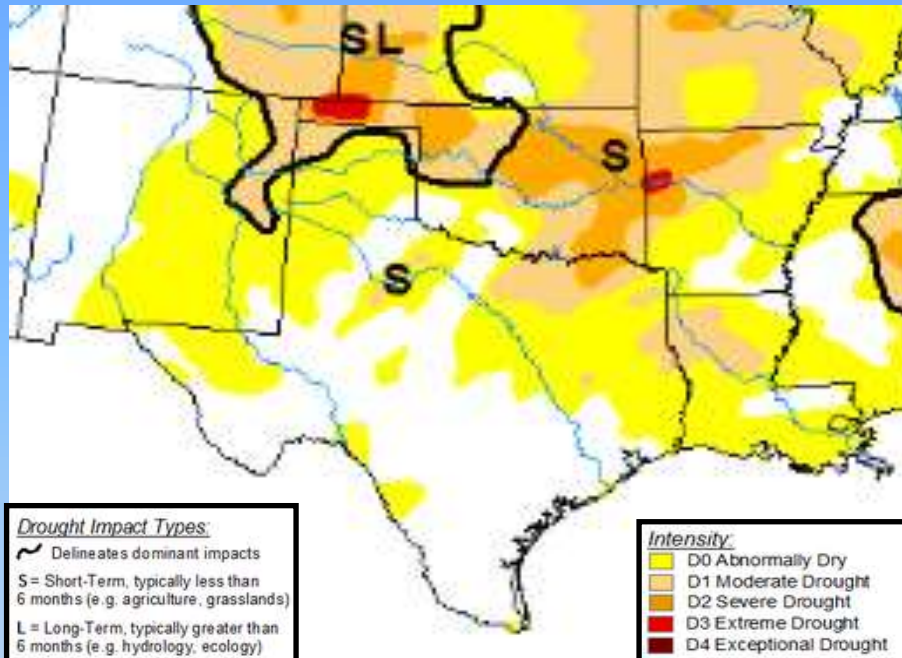 S L
S
S
Drought Impact Types:
Delineates dominant impacts
S = Short-Term, typically less than
6 months (e.g. agriculture, grasslands)
L = Long-Term, typically greater than
6 months (e.g. hydrology, ecology)
Intensity:
D0 Abnormally Dry
D1 Moderate Drought
D2 Severe Drought
D3 Extreme Drought
D4 Exceptional Drought